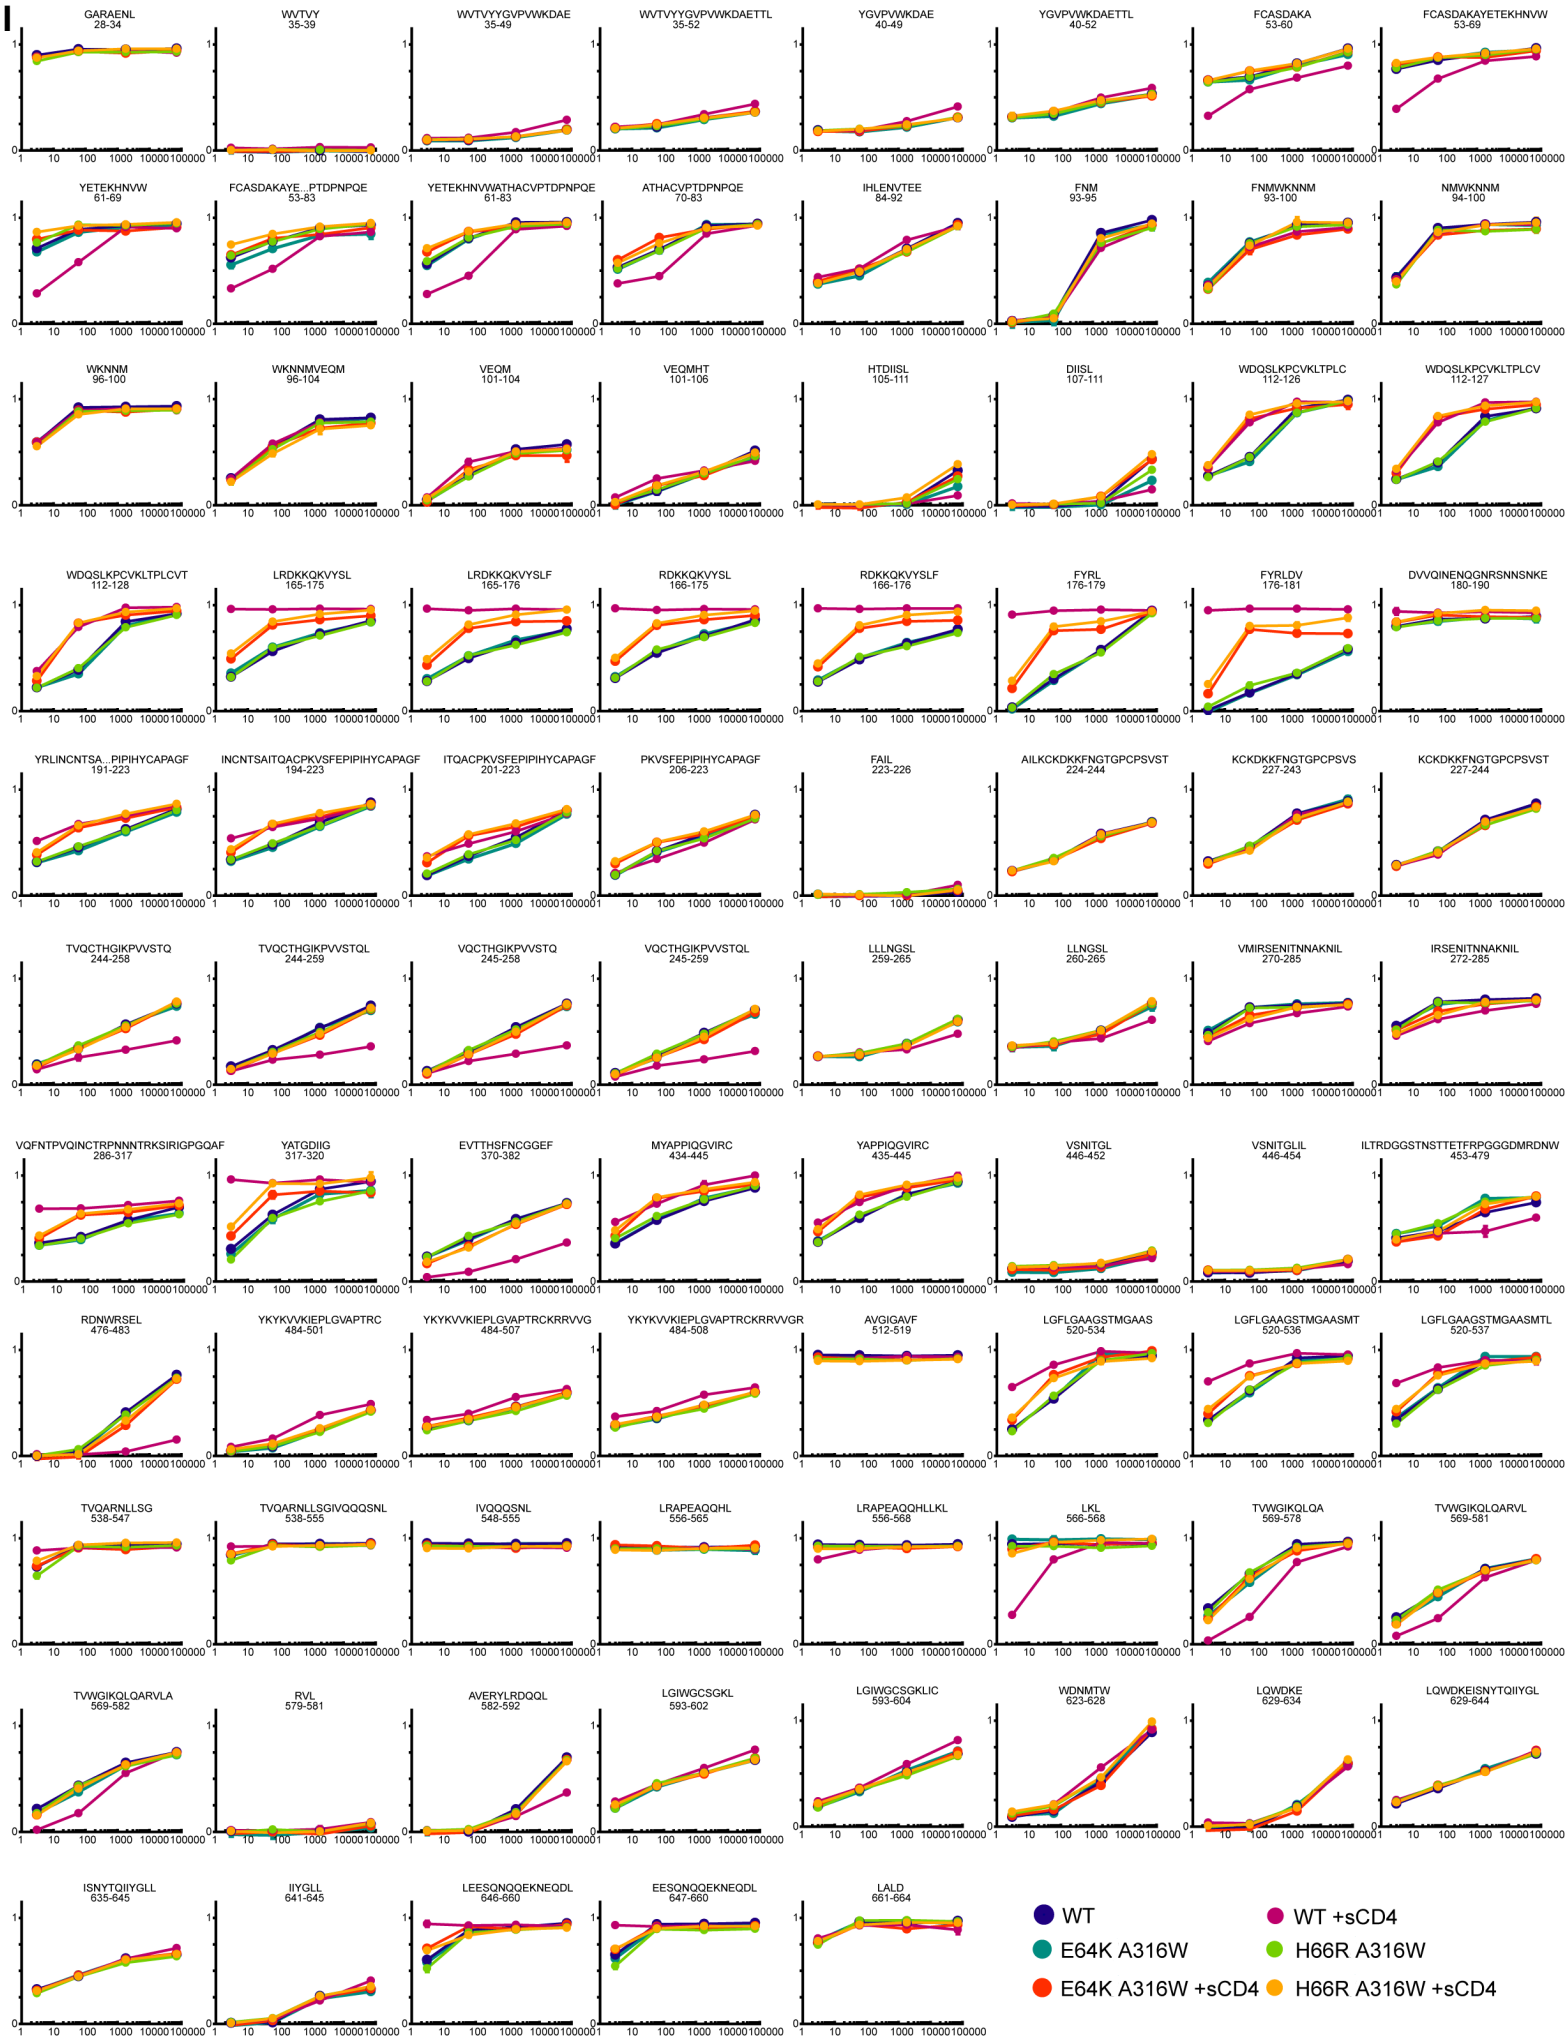 I
GARAENL
28-34
WVTVY
35-39
WVTVYYGVPVWKDAE
35-49
WVTVYYGVPVWKDAETTL
35-52
YGVPVWKDAE
40-49
YGVPVWKDAETTL
40-52
FCASDAKA
53-60
FCASDAKAYETEKHNVW
53-69
YETEKHNVW
61-69
FCASDAKAYE...PTDPNPQE
53-83
YETEKHNVWATHACVPTDPNPQE
61-83
ATHACVPTDPNPQE
70-83
IHLENVTEE
84-92
FNM
93-95
FNMWKNNM
93-100
NMWKNNM
94-100
WKNNM
96-100
WKNNMVEQM
96-104
VEQM
101-104
VEQMHT
101-106
HTDIISL
105-111
DIISL
107-111
WDQSLKPCVKLTPLC
112-126
WDQSLKPCVKLTPLCV
112-127
WDQSLKPCVKLTPLCVT
112-128
LRDKKQKVYSL
165-175
LRDKKQKVYSLF
165-176
RDKKQKVYSL
166-175
RDKKQKVYSLF
166-176
FYRL
176-179
FYRLDV
176-181
DVVQINENQGNRSNNSNKE
180-190
YRLINCNTSA...PIPIHYCAPAGF
191-223
INCNTSAITQACPKVSFEPIPIHYCAPAGF
194-223
ITQACPKVSFEPIPIHYCAPAGF
201-223
PKVSFEPIPIHYCAPAGF
206-223
FAIL
223-226
AILKCKDKKFNGTGPCPSVST
224-244
KCKDKKFNGTGPCPSVS
227-243
KCKDKKFNGTGPCPSVST
227-244
TVQCTHGIKPVVSTQ
244-258
TVQCTHGIKPVVSTQL
244-259
VQCTHGIKPVVSTQ
245-258
VQCTHGIKPVVSTQL
245-259
LLLNGSL
259-265
LLNGSL
260-265
VMIRSENITNNAKNIL
270-285
IRSENITNNAKNIL
272-285
VQFNTPVQINCTRPNNNTRKSIRIGPGQAF
286-317
YATGDIIG
317-320
EVTTHSFNCGGEF
370-382
MYAPPIQGVIRC
434-445
YAPPIQGVIRC
435-445
VSNITGL
446-452
VSNITGLIL
446-454
ILTRDGGSTNSTTETFRPGGGDMRDNW
453-479
RDNWRSEL
476-483
YKYKVVKIEPLGVAPTRC
484-501
YKYKVVKIEPLGVAPTRCKRRVVG
484-507
YKYKVVKIEPLGVAPTRCKRRVVGR
484-508
AVGIGAVF
512-519
LGFLGAAGSTMGAAS
520-534
LGFLGAAGSTMGAASMT
520-536
LGFLGAAGSTMGAASMTL
520-537
TVQARNLLSG
538-547
TVQARNLLSGIVQQQSNL
538-555
IVQQQSNL
548-555
LRAPEAQQHL
556-565
LRAPEAQQHLLKL
556-568
LKL
566-568
TVWGIKQLQA
569-578
TVWGIKQLQARVL
569-581
TVWGIKQLQARVLA
569-582
RVL
579-581
AVERYLRDQQL
582-592
LGIWGCSGKL
593-602
LGIWGCSGKLIC
593-604
WDNMTW
623-628
LQWDKE
629-634
LQWDKEISNYTQIIYGL
629-644
ISNYTQIIYGLL
635-645
IIYGLL
641-645
LEESQNQQEKNEQDL
646-660
EESQNQQEKNEQDL
647-660
LALD
661-664
WT
WT +sCD4
E64K A316W
H66R A316W
E64K A316W +sCD4
H66R A316W +sCD4